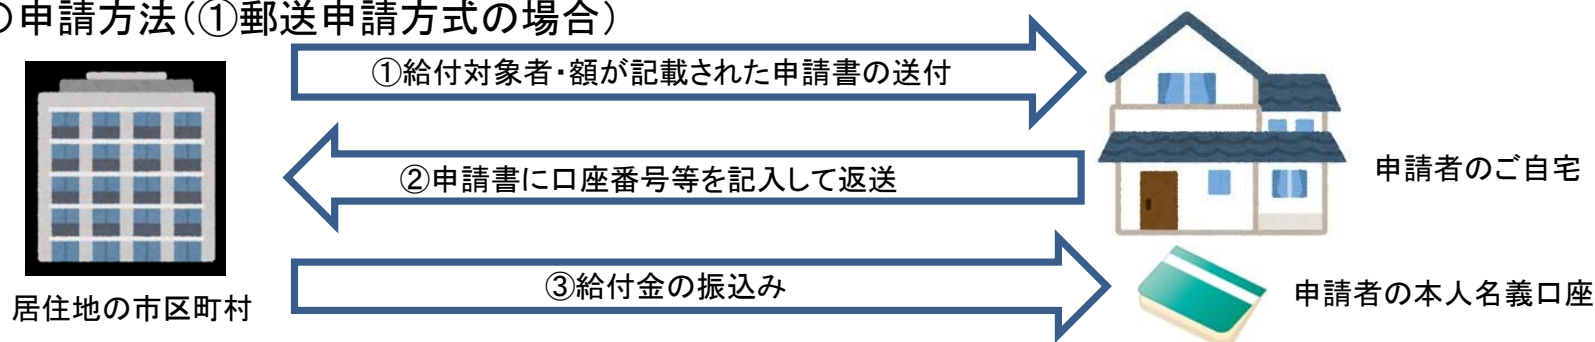 ○申請方法（①郵送申請方式の場合）
①給付対象者・額が記載された申請書の送付
②申請書に口座番号等を記入して返送
申請者のご自宅
③給付金の振込み
居住地の市区町村
申請者の本人名義口座